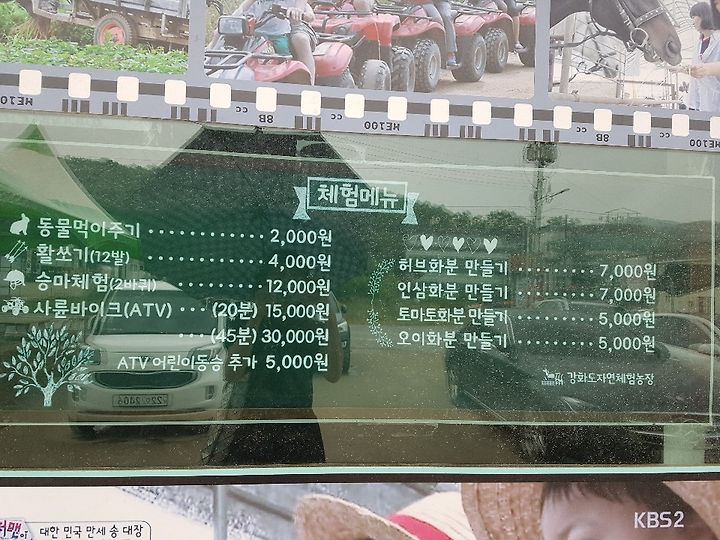 ME100 8B ME100 8B ME100
체험메뉴
동물먹이주기 2,000원
활쏘기(12발) 4,000원
승마체험(2바퀴) 12,000원
사륜바이크(ATV) (20분) 15,000원
(45분) 30,000원
ATV 어린이동승 추가 5,000원
허브화분 만들기 7,000원
인삼화분 만들기 7,000원
토마토화분 만들기 5,000원
오이화분 만들기 5,000원
강화도자연체험농장
대한 민국 만세 송 대장
KBS2